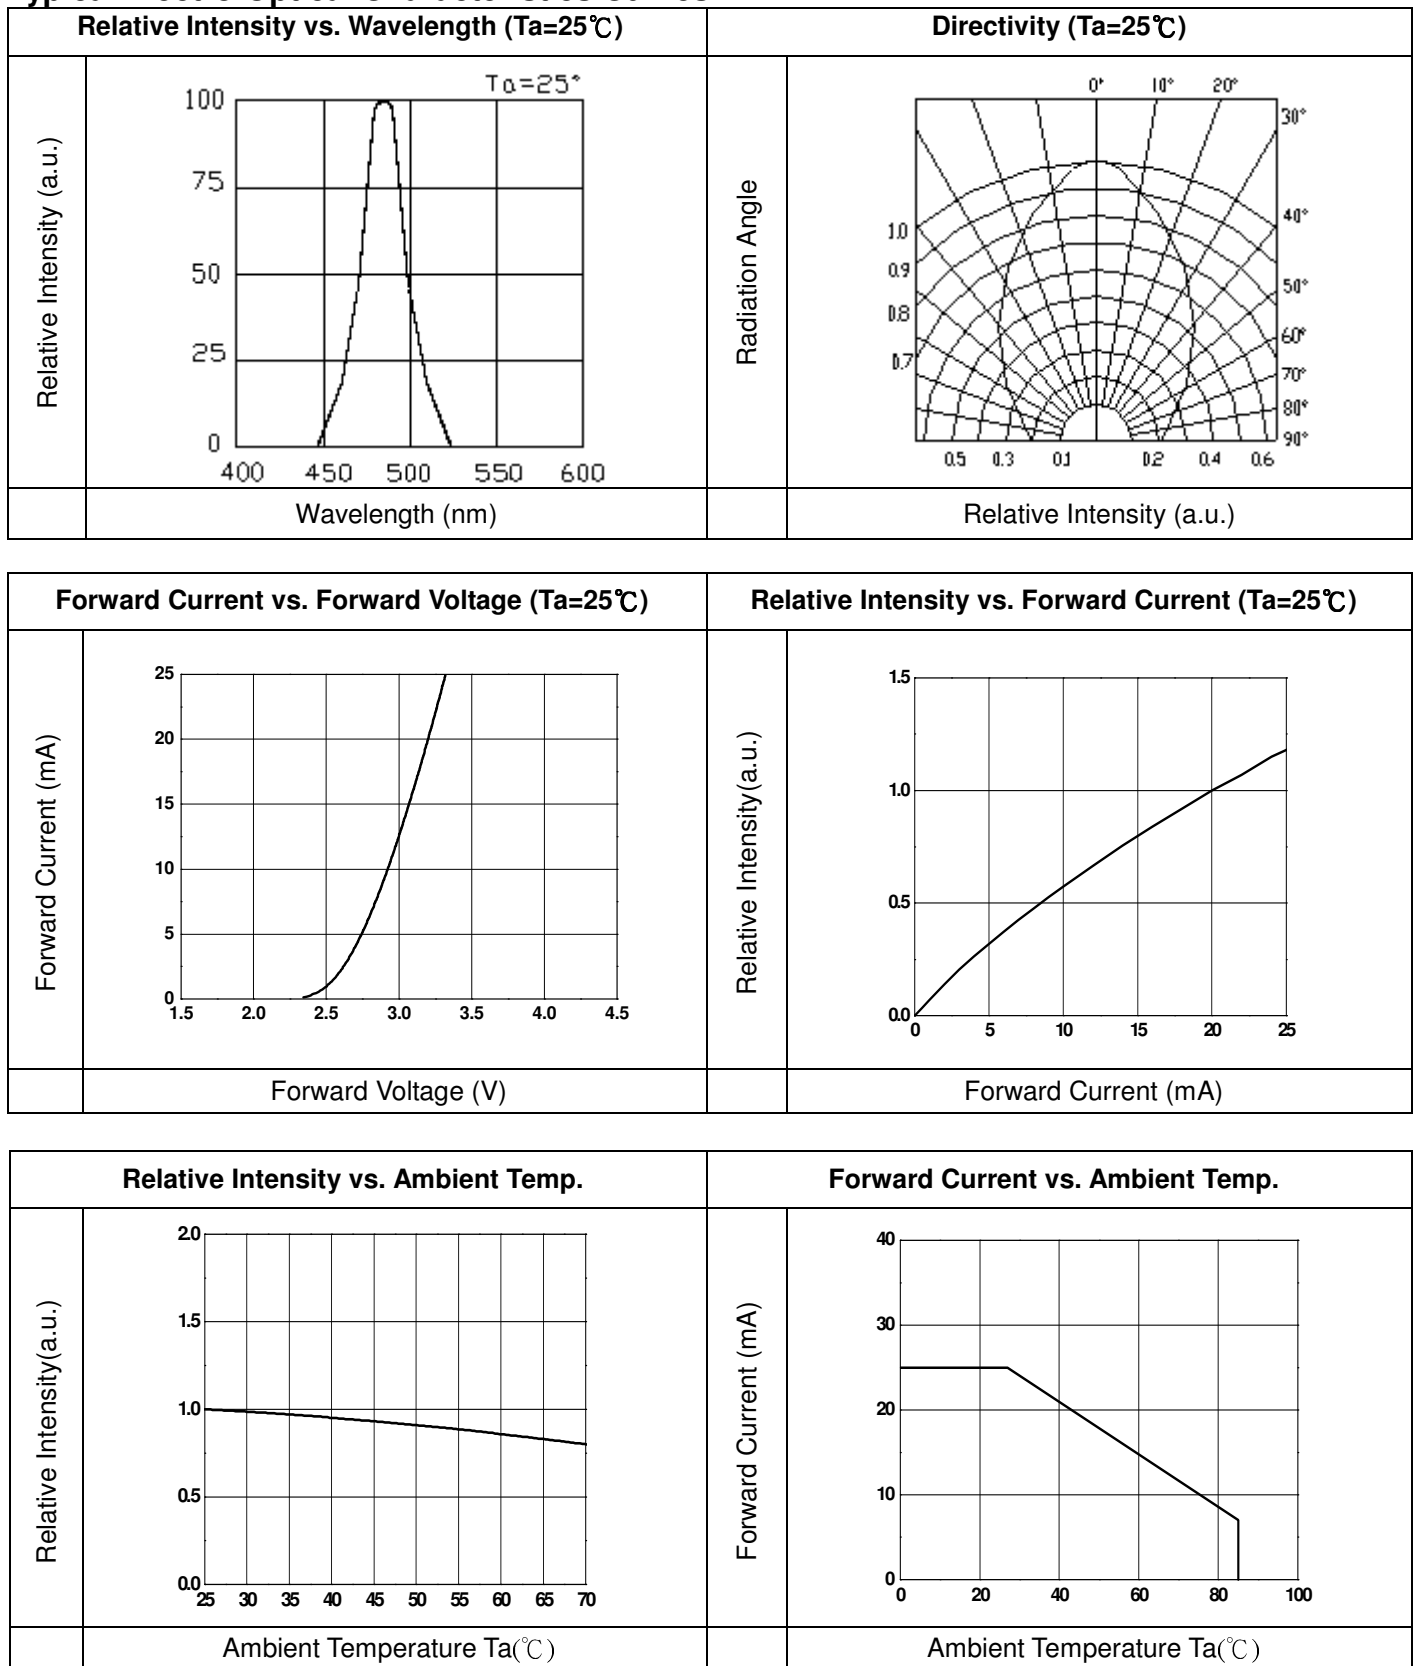 Relative Intensity vs. Wavelength (Ta=25℃)
Directivity (Ta=25℃)
Relative Intensity (a.u.)
Ta=25°
100
75
50
25
0
400 450 500 550 600
Wavelength (nm)
Radiation Angle
0° 10° 20°
30°
40°
50°
60°
70°
80°
90°
1.0
0.9
0.8
0.7
0.5 0.3 0.1 0.2 0.4 0.6
Relative Intensity (a.u.)
Forward Current vs. Forward Voltage (Ta=25℃)
Relative Intensity vs. Forward Current (Ta=25℃)
Forward Current (mA)
25
20
15
10
5
0
1.5 2.0 2.5 3.0 3.5 4.0 4.5
Forward Voltage (V)
Relative Intensity(a.u.)
1.5
1.0
0.5
0.0
0 5 10 15 20 25
Forward Current (mA)
Relative Intensity vs. Ambient Temp.
Forward Current vs. Ambient Temp.
Relative Intensity(a.u.)
2.0
1.5
1.0
0.5
0.0
25 30 35 40 45 50 55 60 65 70
Ambient Temperature Ta(℃)
Forward Current (mA)
40
30
20
10
0
0 20 40 60 80 100
Ambient Temperature Ta(℃)